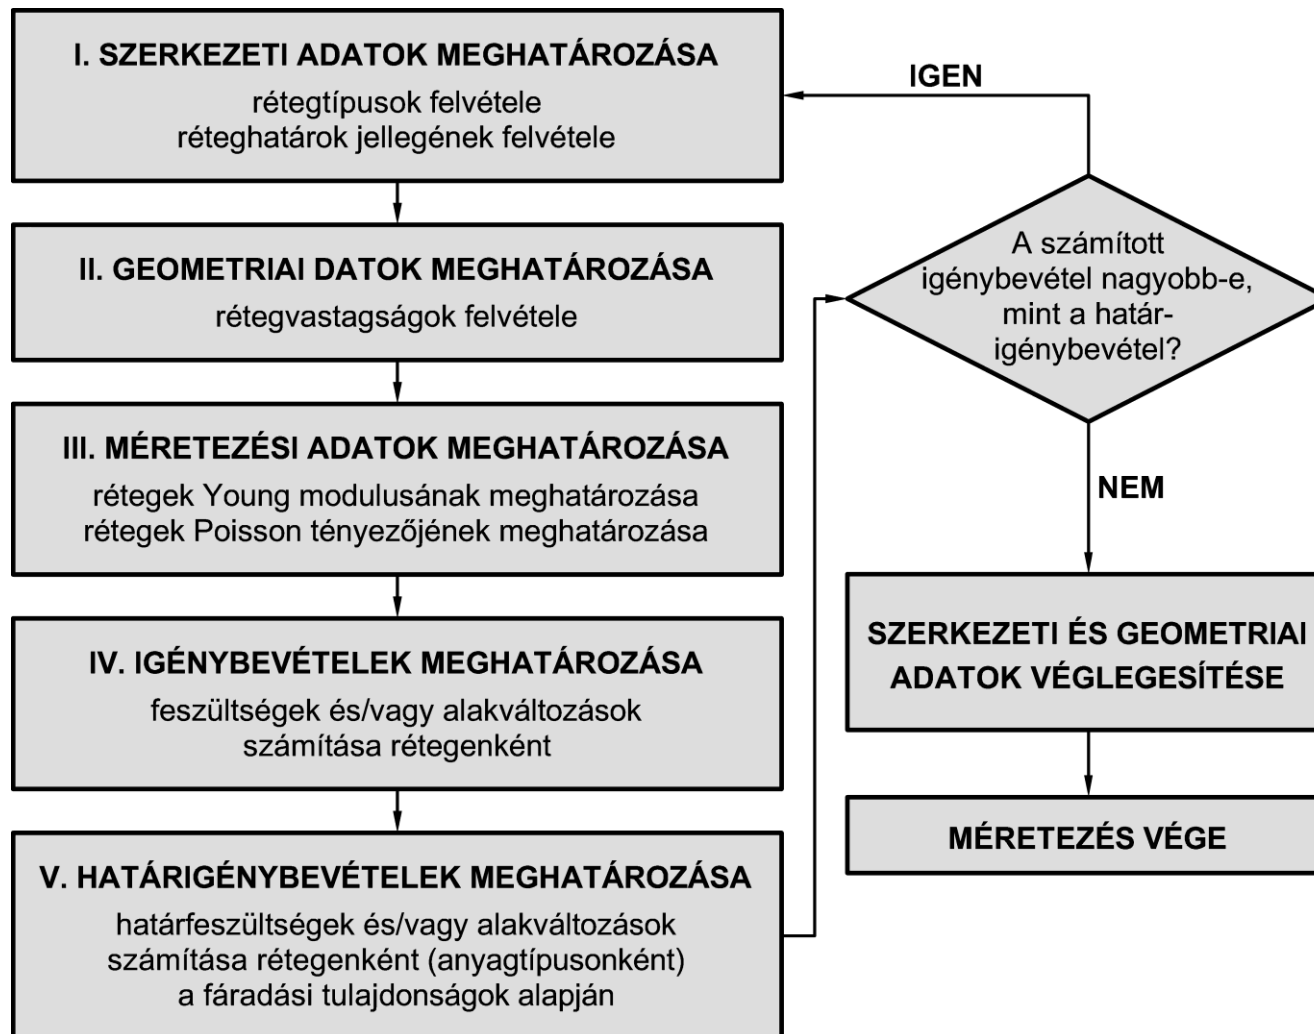 I. SZERKEZETI ADATOK MEGHATÁROZÁSA
rétegtípusok felvétele
réteghatárok jellegének felvétele
II. GEOMETRIAI DATOK MEGHATÁROZÁSA
rétegvastagságok felvétele
III. MÉRETEZÉSI ADATOK MEGHATÁROZÁSA
rétegek Young modulusának meghatározása
rétegek Poisson tényezőjének meghatározása
IV. IGÉNYBEVÉTELEK MEGHATÁROZÁSA
feszültségek és/vagy alakváltozások
számítása rétegenként
V. HATÁRIGÉNYBEVÉTELEK MEGHATÁROZÁSA
határfeszültségek és/vagy alakváltozások
számítása rétegenként (anyagtípusonként)
a fáradási tulajdonságok alapján
IGEN
A számított
igénybevétel nagyobb-e,
mint a határ-
igénybevétel?
NEM
SZERKEZETI ÉS GEOMETRIAI
ADATOK VÉGLEGESÍTÉSE
MÉRETEZÉS VÉGE